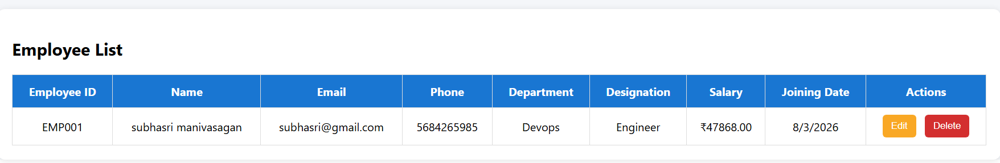 Employee List
Employee ID Name Email Phone Department Designation Salary Joining Date Actions
EMP001 subhasri manivasagan subhasri@gmail.com 5684265985 Devops Engineer ₹47868.00 8/3/2026 Edit Delete